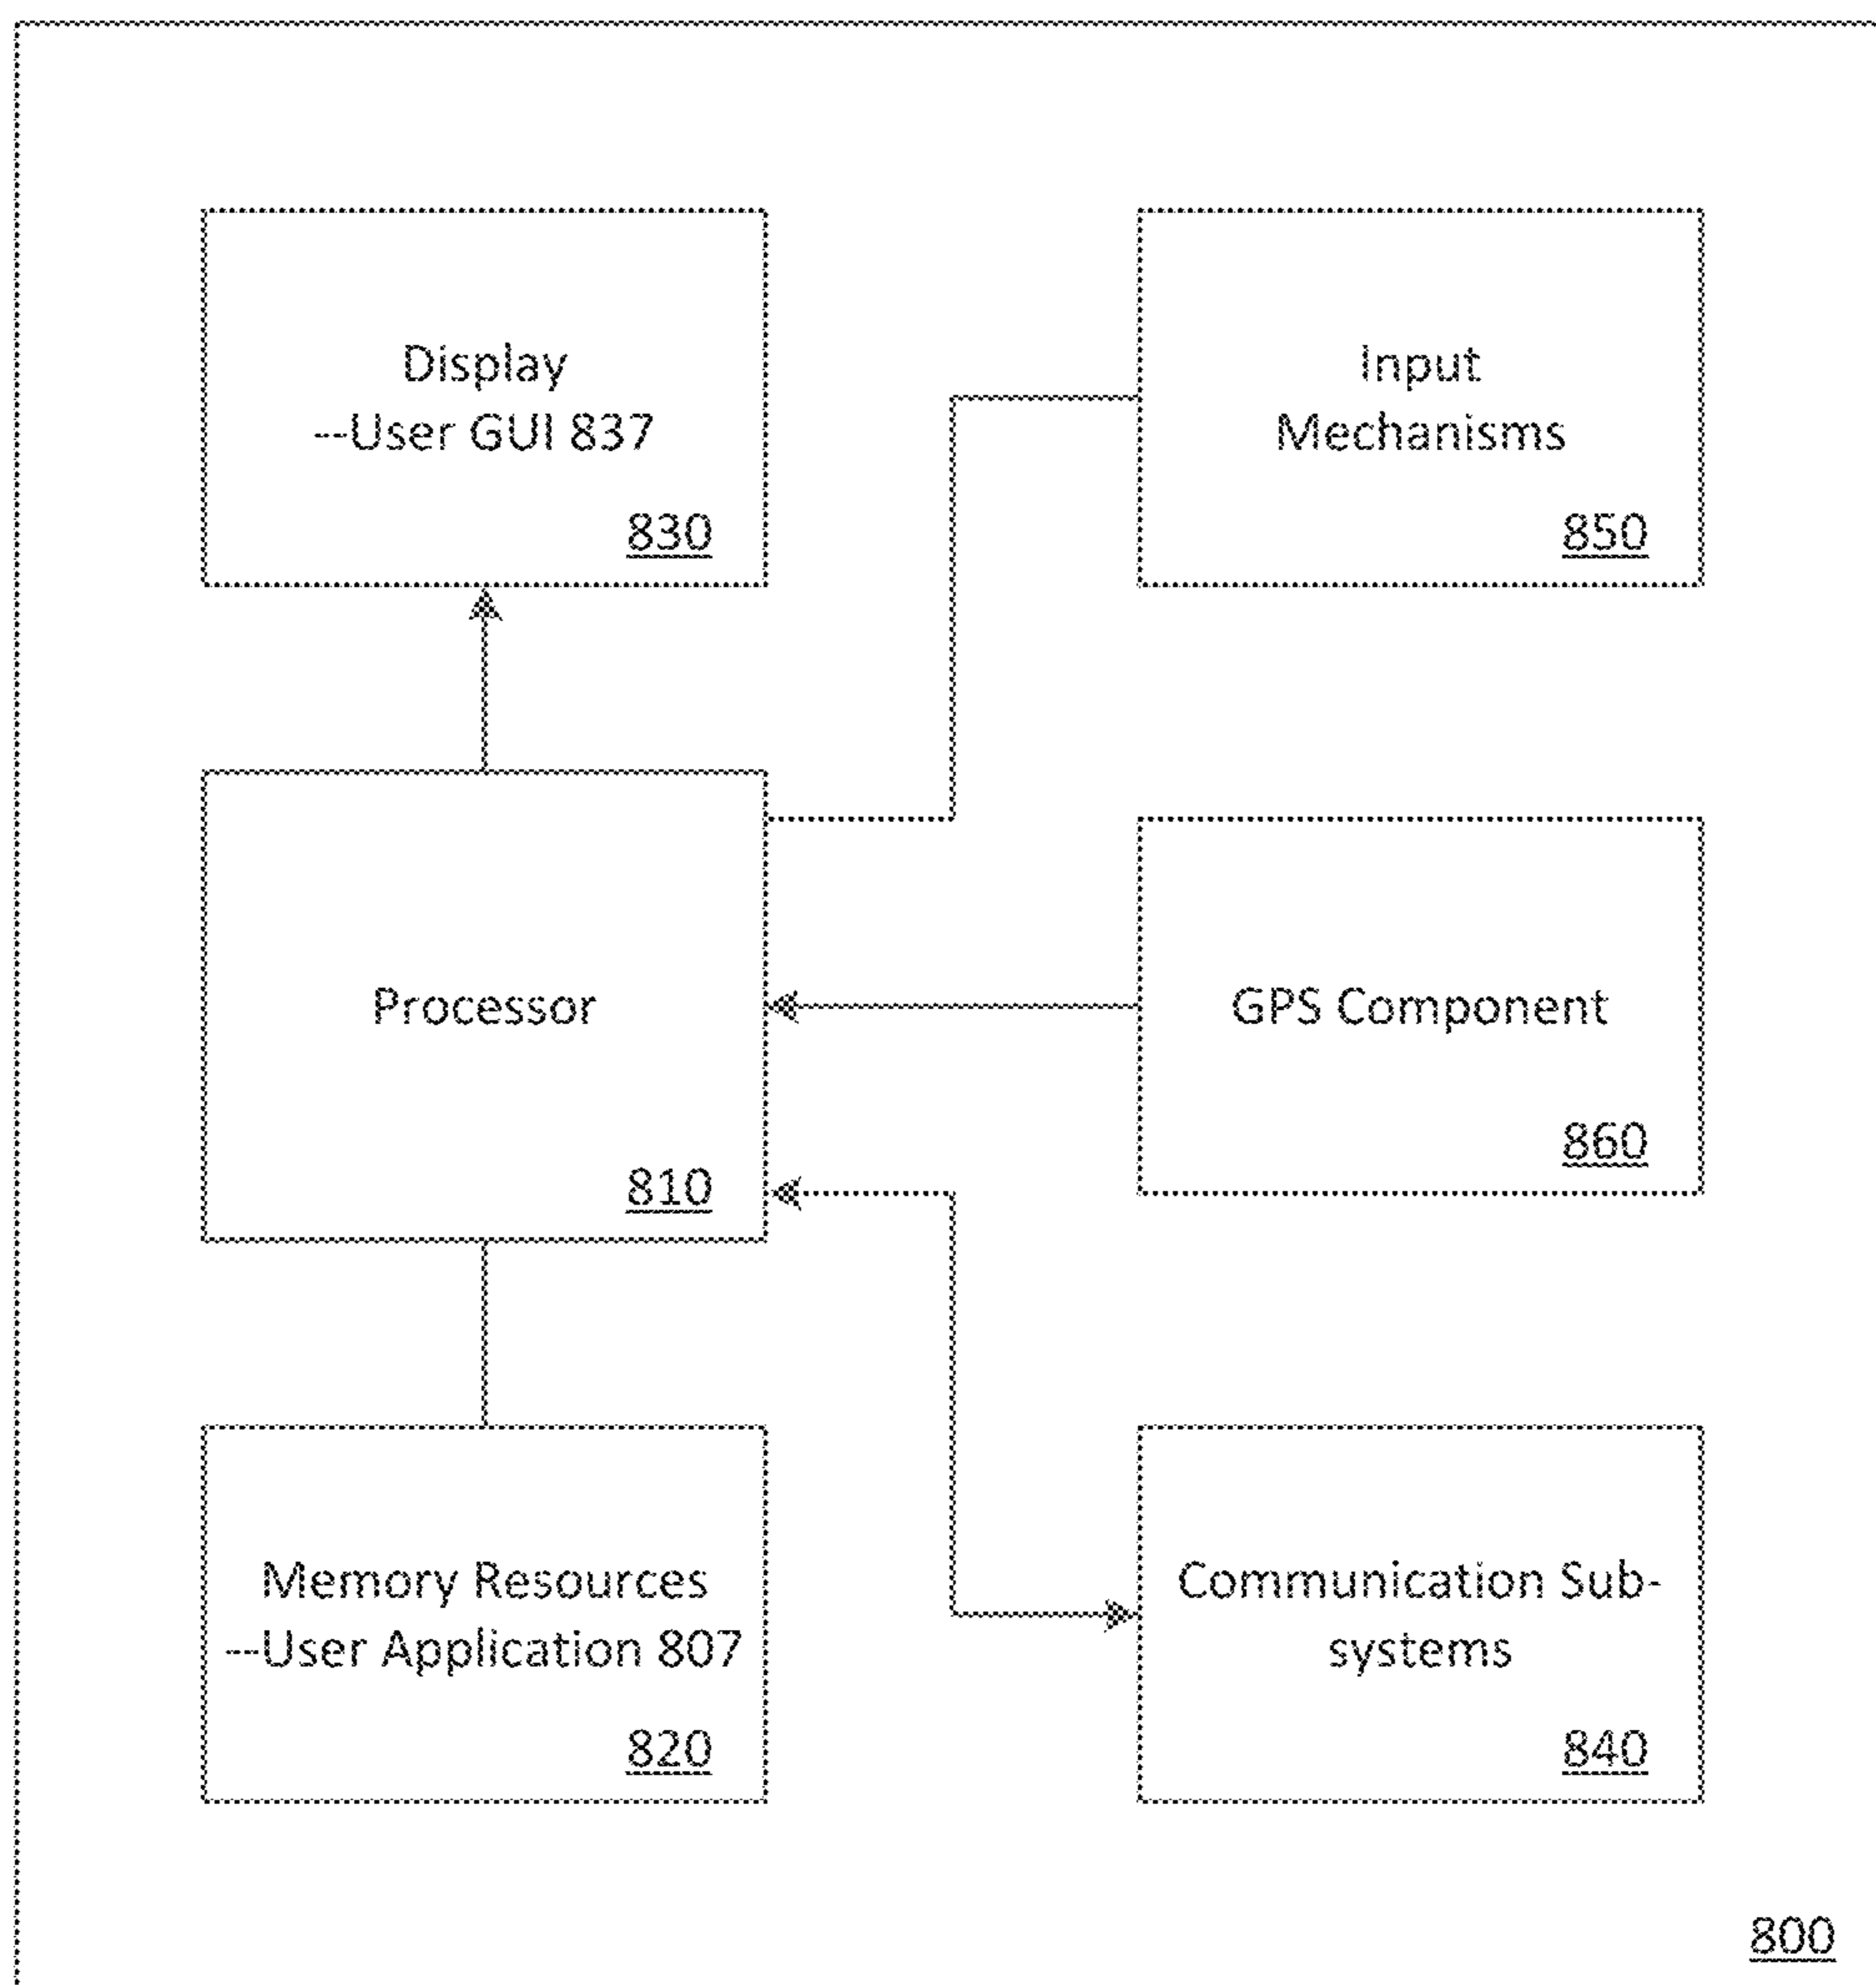 Display
---User GUI 837
830
Input
Mechanisms
850
Processor
810
GPS Component
860
Memory Resources
---User Application 807
820
Communication Sub-
systems
840
800